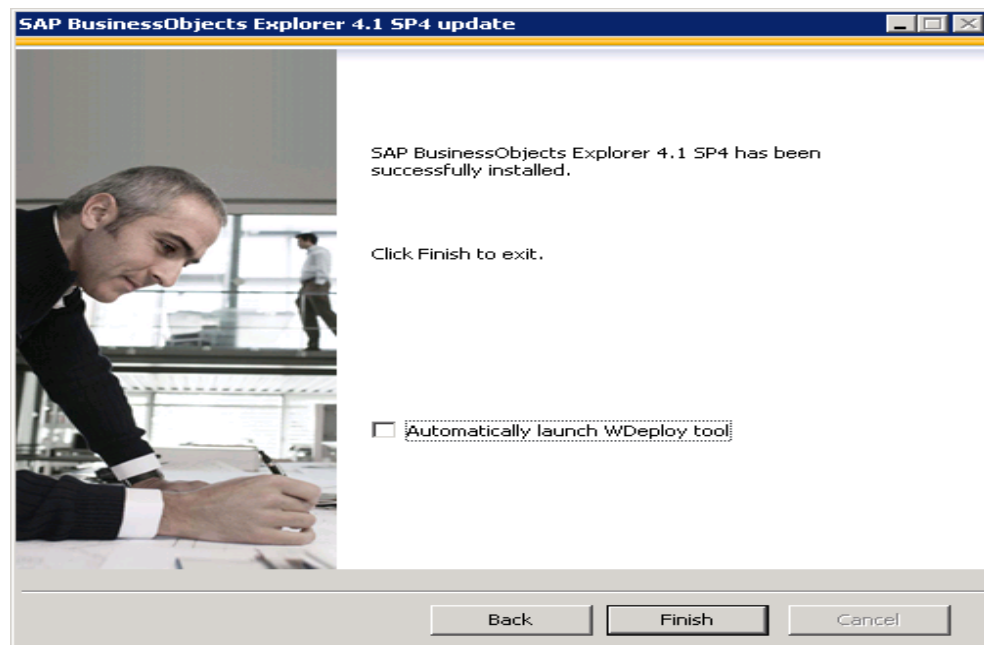 SAP BusinessObjects Explorer 4.1 SP4 update
SAP BusinessObjects Explorer 4.1 SP4 has been
successfully installed.
Click Finish to exit.
Automatically launch WDeploy tool
Back Finish Cancel